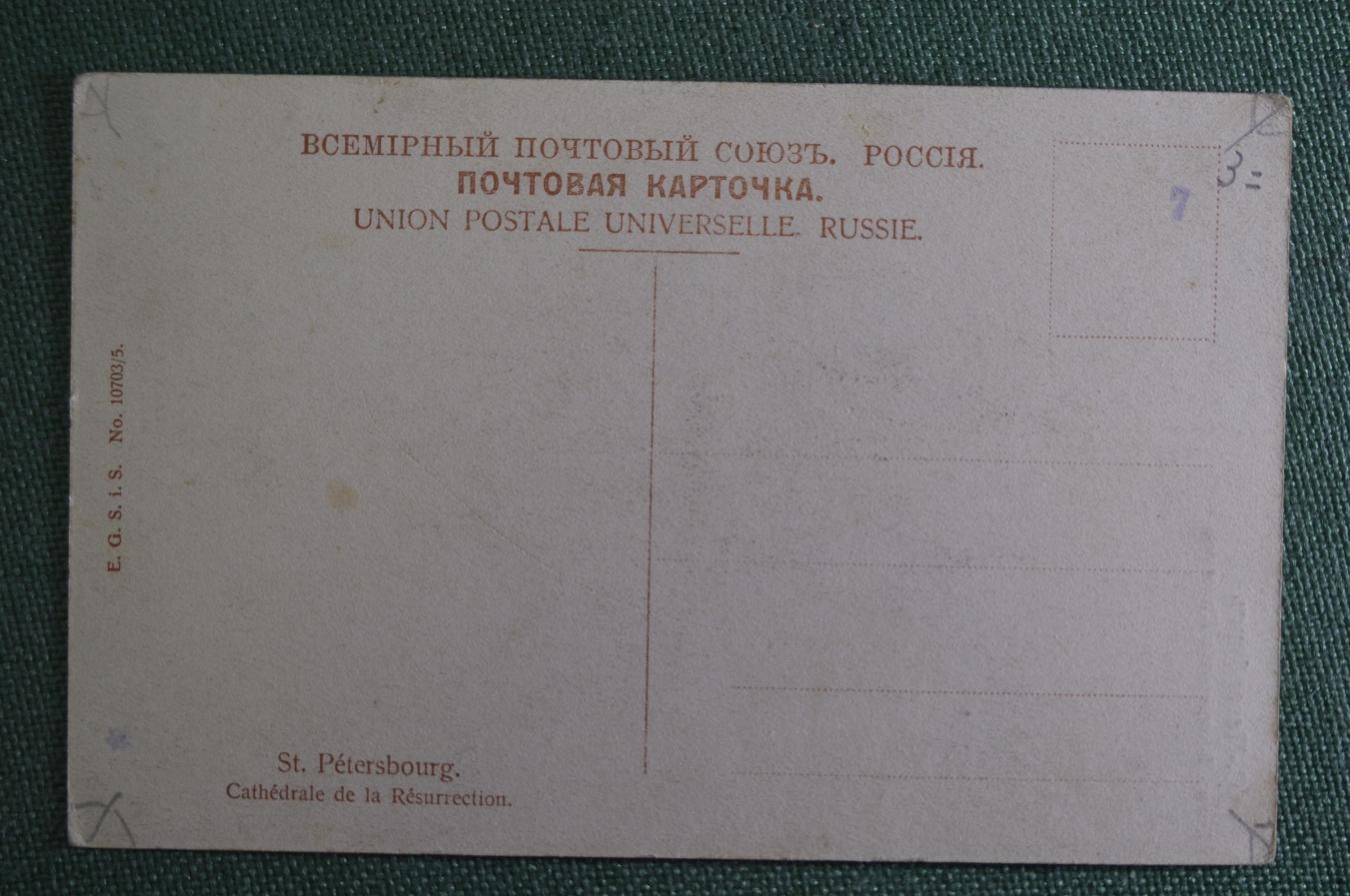 ВСЕМІРНЫЙ ПОЧТОВЫЙ СОЮЗЪ. РОССІЯ.
ПОЧТОВАЯ КАРТОЧКА.
UNION POSTALE UNIVERSELLE. RUSSIE.
3=
7
E. G. S. i. S. No. 10703/5.
St. Pétersbourg.
Cathédrale de la Résurrection.